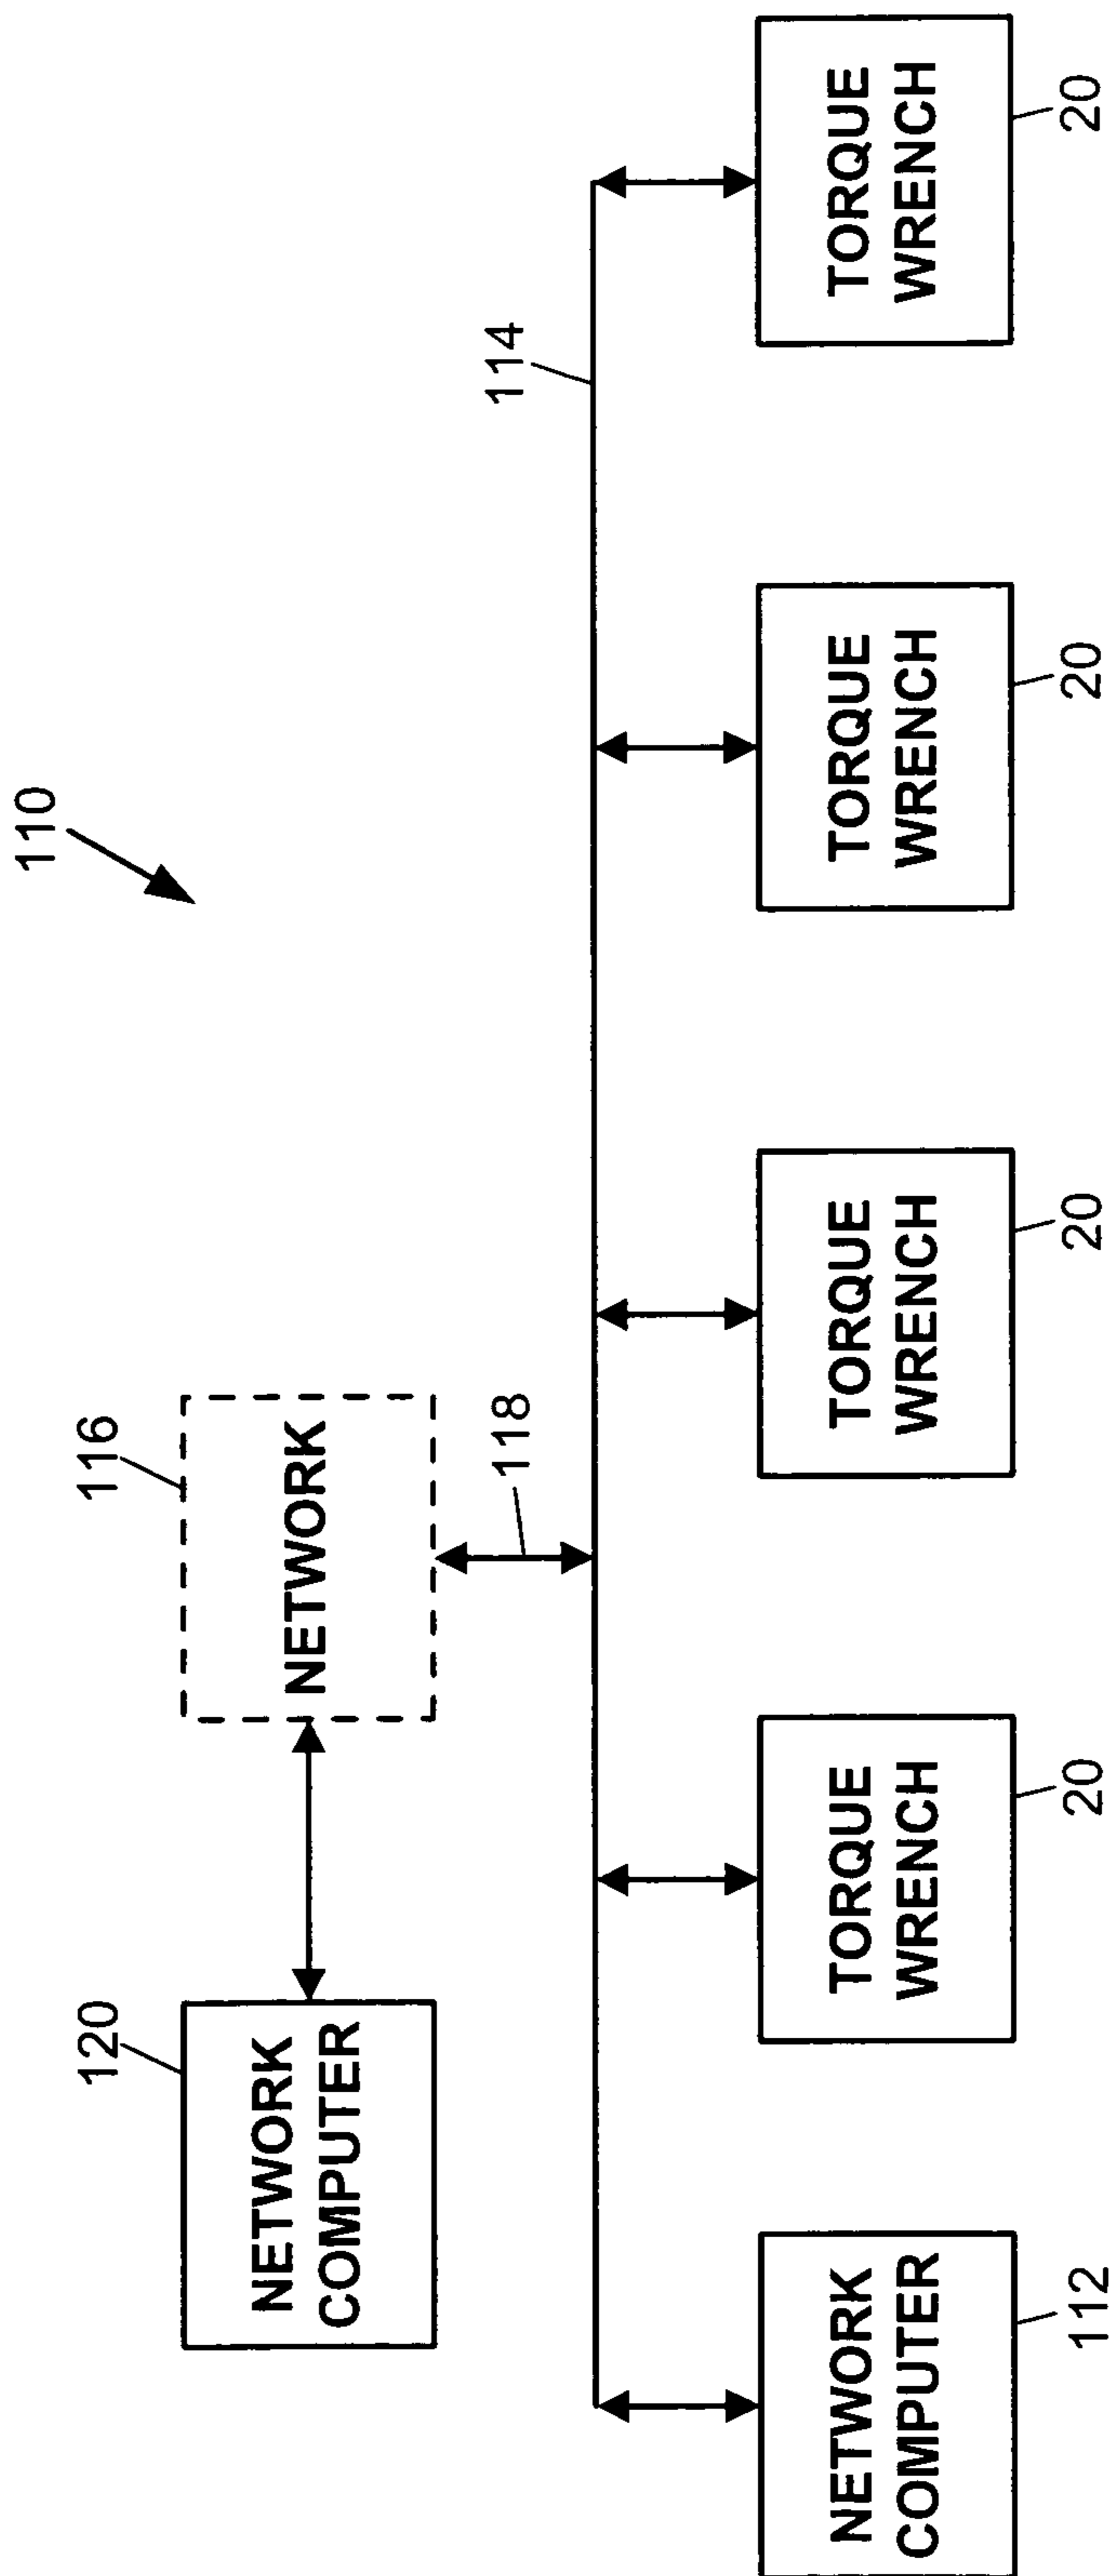 110
120
NETWORK
COMPUTER
116
NETWORK
118
114
NETWORK
COMPUTER
112
TORQUE
WRENCH
20
TORQUE
WRENCH
20
TORQUE
WRENCH
20
TORQUE
WRENCH
20